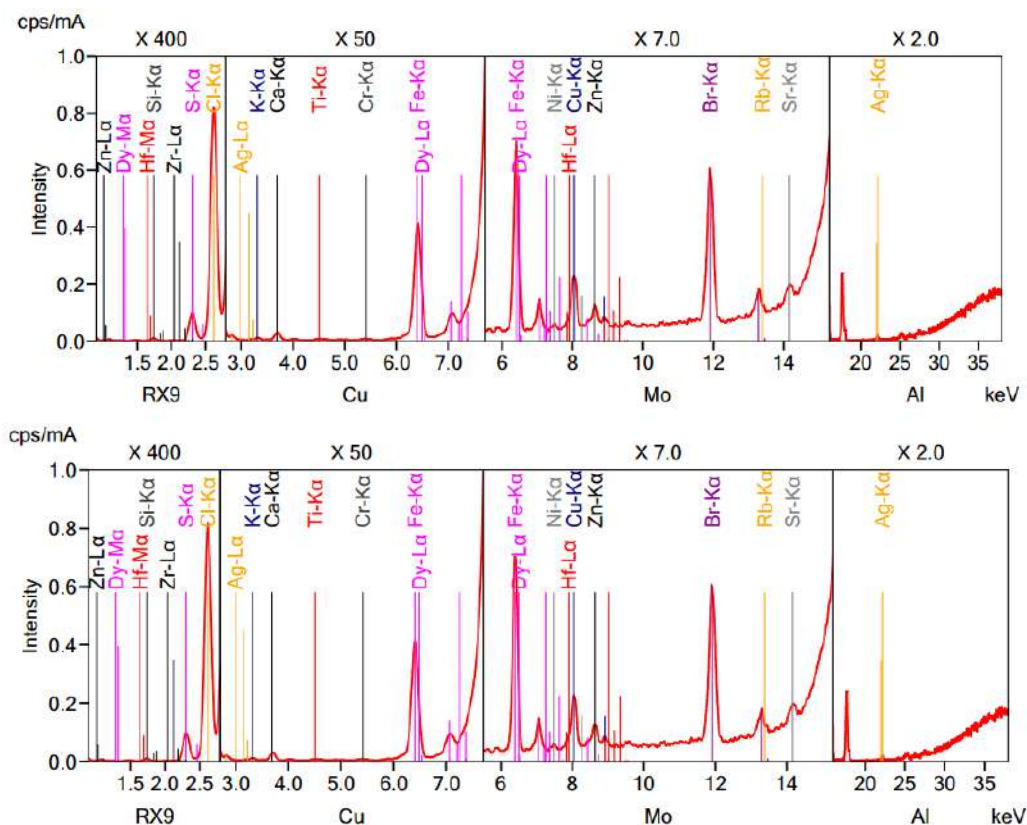 cps/mA
X 400 X 50 X 7.0 X 2.0
Intensity
1.0
0.8
0.6
0.4
0.2
0.0
Zn-Lα Dy-Mα Hf-Mα Si-Kα Zr-Lα S-Kα Cl-Kα Ag-Lα K-Kα Ca-Kα Ti-Kα Cr-Kα Dy-Lα Fe-Kα Dy-Lα Fe-Kα Ni-Kα Hf-Lα Cu-Kα Zn-Kα Br-Kα Rb-Kα Sr-Kα Ag-Kα
1.5 2.0 2.5 3.0 4.0 5.0 6.0 7.0 6 8 10 12 14 20 25 30 35
RX9 Cu Mo Al keV
cps/mA
X 400 X 50 X 7.0 X 2.0
Intensity
1.0
0.8
0.6
0.4
0.2
0.0
Zn-Lα Dy-Mα Hf-Mα Si-Kα Zr-Lα S-Kα Cl-Kα Ag-Lα K-Kα Ca-Kα Ti-Kα Cr-Kα Dy-Lα Fe-Kα Dy-Lα Fe-Kα Ni-Kα Hf-Lα Cu-Kα Zn-Kα Br-Kα Rb-Kα Sr-Kα Ag-Kα
1.5 2.0 2.5 3.0 4.0 5.0 6.0 7.0 6 8 10 12 14 20 25 30 35
RX9 Cu Mo Al keV